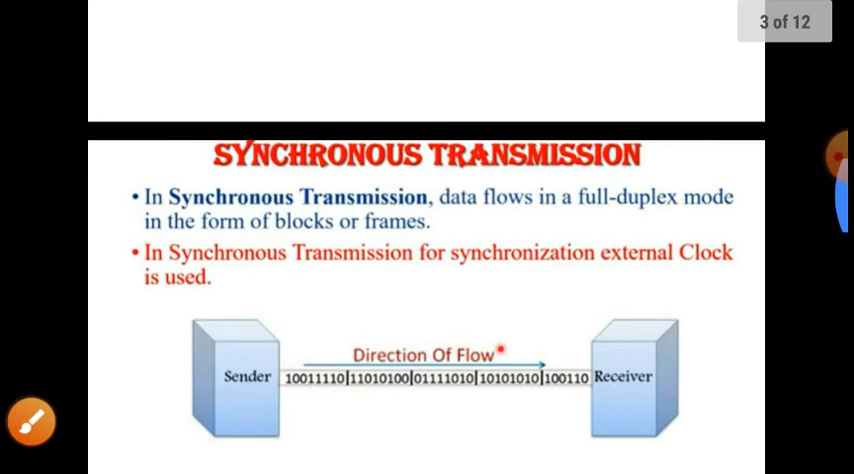 3 of 12
SYNCHRONOUS TRANSMISSION
• In Synchronous Transmission, data flows in a full-duplex mode
in the form of blocks or frames.
• In Synchronous Transmission for synchronization external Clock
is used.
Direction Of Flow
Sender 10011110|11010100|01111010|10101010|100110 Receiver